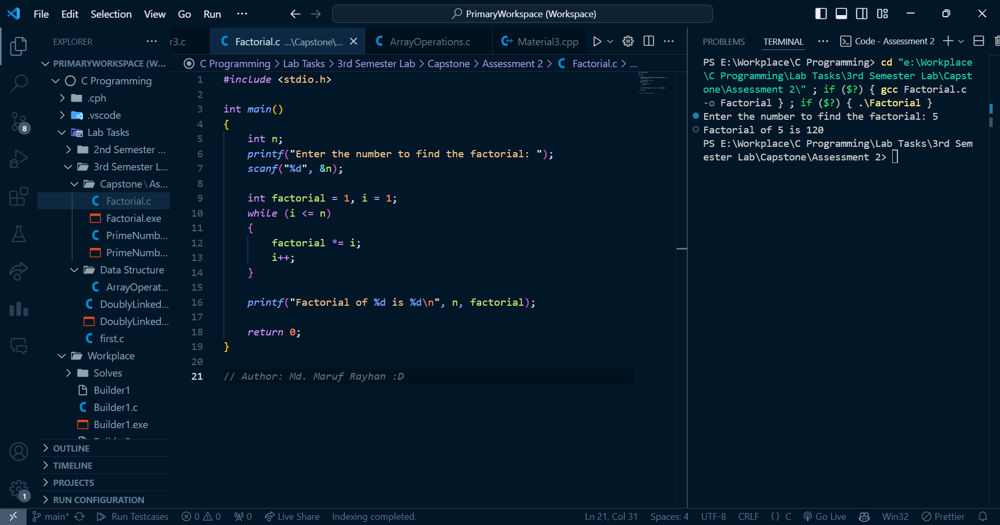 File Edit Selection View Go Run ···
PrimaryWorkspace (Workspace)
EXPLORER ···
PRIMARYWORKSPACE (W...
C Programming
.cph
.vscode
Lab Tasks
2nd Semester ...
3rd Semester L...
Capstone\As...
Factorial.c
Factorial.exe
PrimeNumb...
PrimeNumb...
Data Structure
ArrayOperat...
DoublyLinked...
DoublyLinked...
first.c
Workplace
Solves
Builder1
Builder1.c
Builder1.exe
OUTLINE
TIMELINE
PROJECTS
RUN CONFIGURATION
8
1
r3.c
Factorial.c ...\Capstone\...
ArrayOperations.c
Material3.cpp
C Programming > Lab Tasks > 3rd Semester Lab > Capstone > Assessment 2 > C Factorial.c > ...
1 #include <stdio.h>
2
3 int main()
4 {
5 int n;
6 printf("Enter the number to find the factorial: ");
7 scanf("%d", &n);
8
9 int factorial = 1, i = 1;
10 while (i <= n)
11 {
12 factorial *= i;
13 i++;
14 }
15
16 printf("Factorial of %d is %d\n", n, factorial);
17
18 return 0;
19 }
20
21 // Author: Md. Maruf Rayhan :D
PROBLEMS TERMINAL ··· Code - Assessment 2
PS E:\Workplace\C Programming> cd "e:\Workplace
\C Programming\Lab Tasks\3rd Semester Lab\Capst
one\Assessment 2\" ; if ($?) { gcc Factorial.c
-o Factorial } ; if ($?) { .\Factorial }
Enter the number to find the factorial: 5
Factorial of 5 is 120
PS E:\Workplace\C Programming\Lab Tasks\3rd Sem
ester Lab\Capstone\Assessment 2>
main* Run Testcases 0 0 0 Live Share Indexing completed. Ln 21, Col 31 Spaces: 4 UTF-8 CRLF {} C Go Live Win32 Prettier